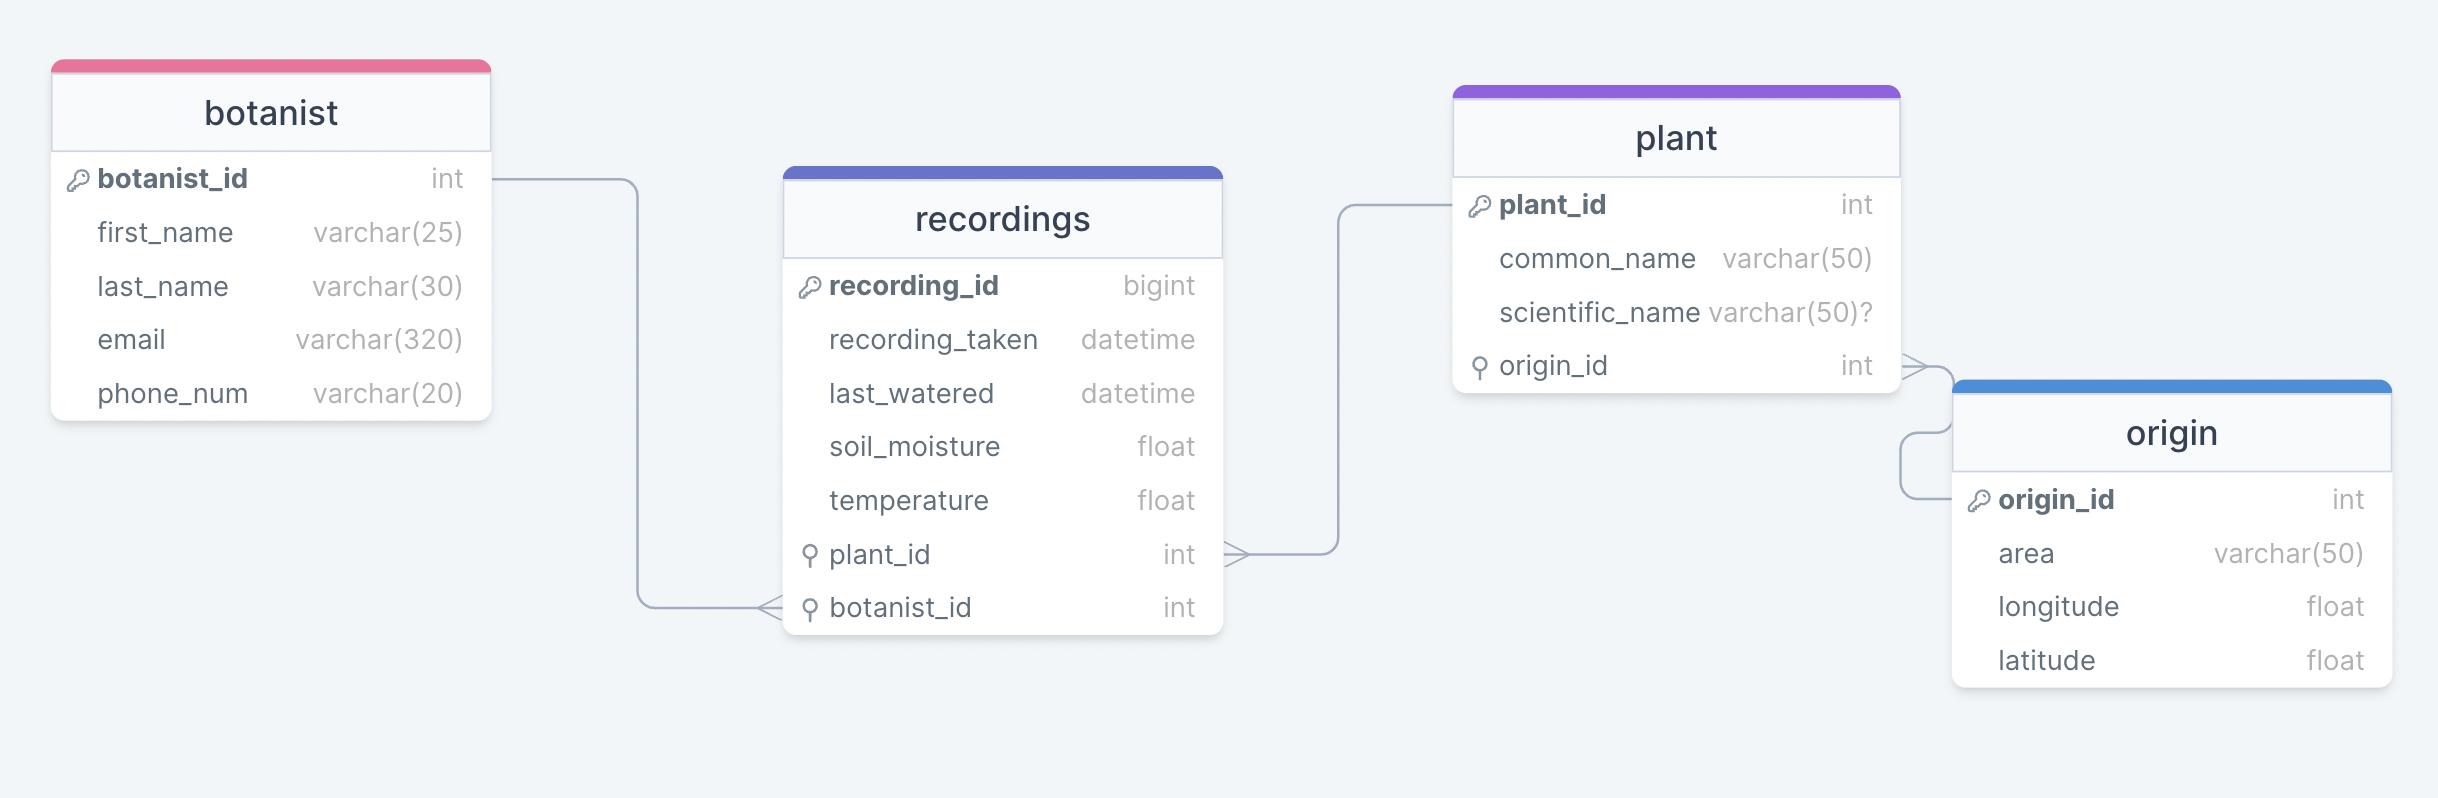 botanist
botanist_id int
first_name varchar(25)
last_name varchar(30)
email varchar(320)
phone_num varchar(20)
recordings
recording_id bigint
recording_taken datetime
last_watered datetime
soil_moisture float
temperature float
plant_id int
botanist_id int
plant
plant_id int
common_name varchar(50)
scientific_name varchar(50)?
origin_id int
origin
origin_id int
area varchar(50)
longitude float
latitude float